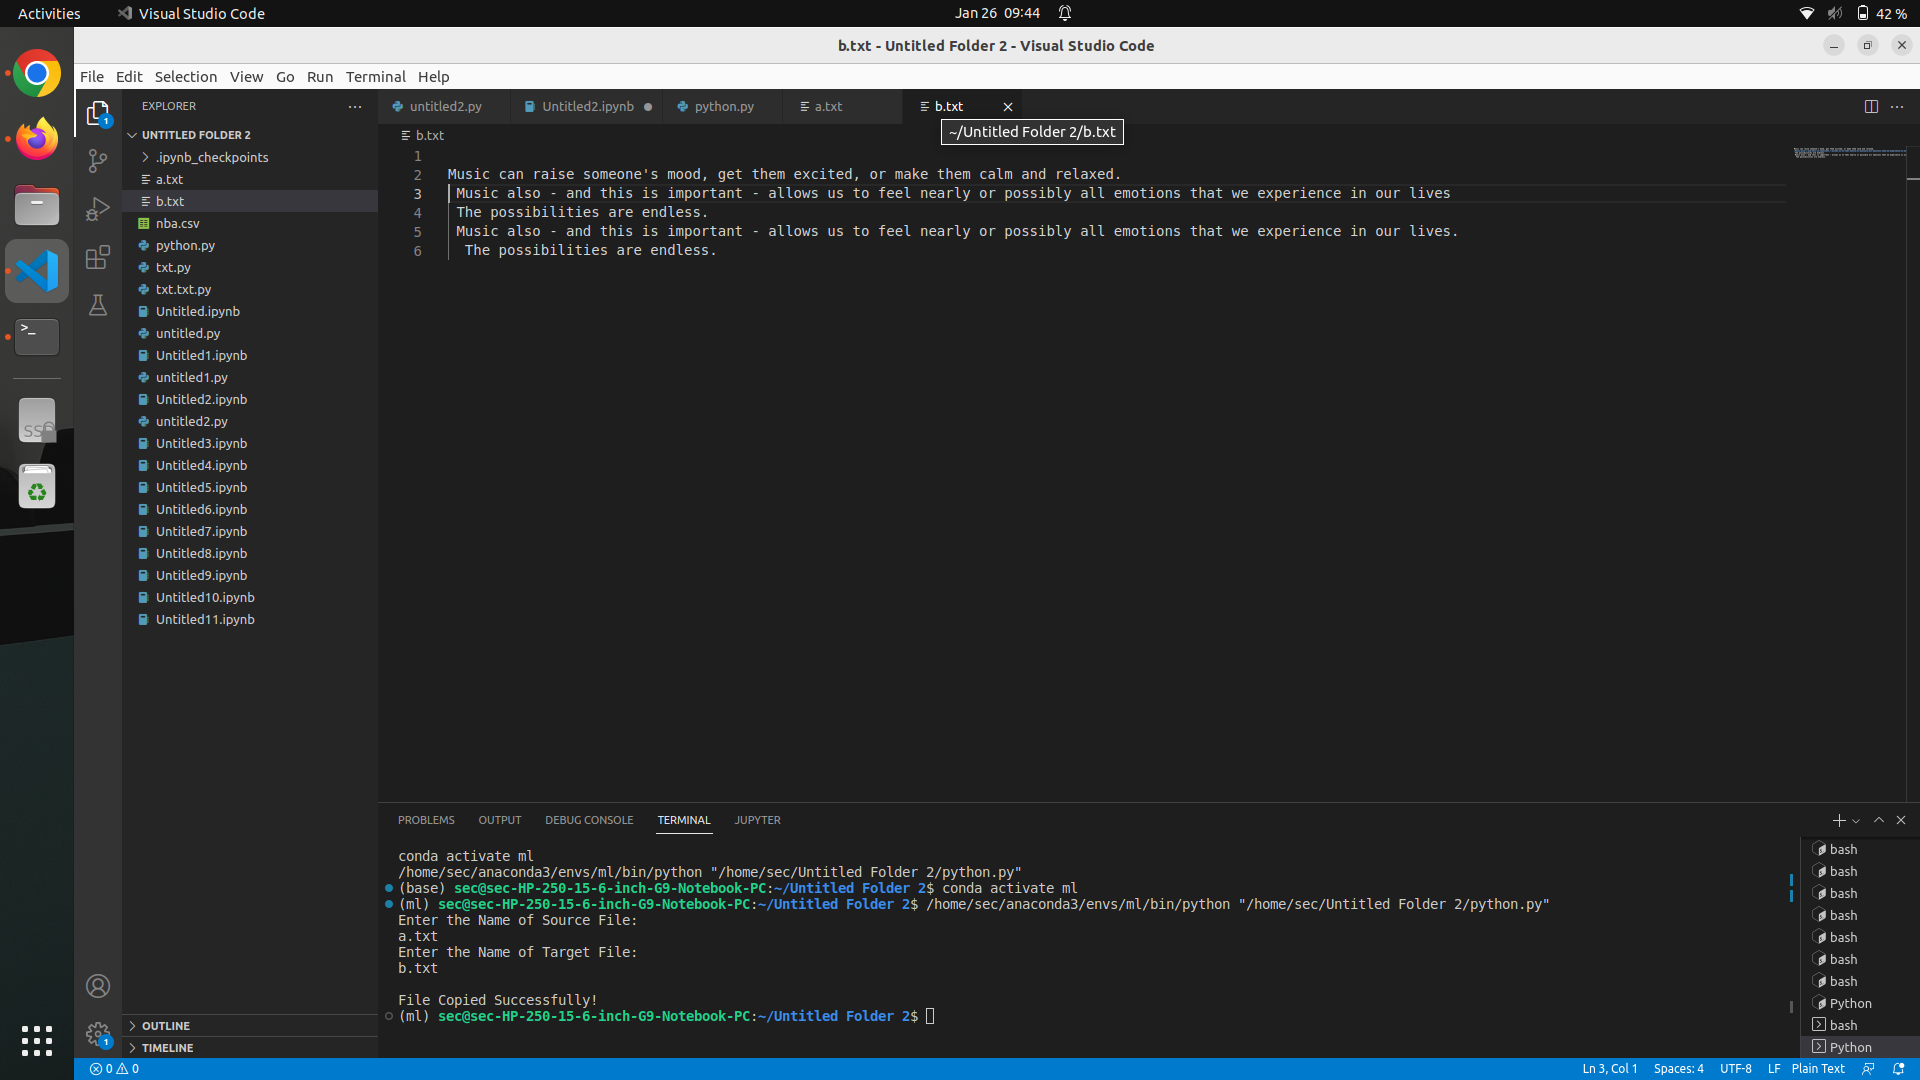 Activities
Visual Studio Code
Jan 26 09:44
42 %
b.txt - Untitled Folder 2 - Visual Studio Code
File Edit Selection View Go Run Terminal Help
EXPLORER
UNTITLED FOLDER 2
.ipynb_checkpoints
a.txt
b.txt
nba.csv
python.py
txt.py
txt.txt.py
Untitled.ipynb
untitled.py
Untitled1.ipynb
untitled1.py
Untitled2.ipynb
untitled2.py
Untitled3.ipynb
Untitled4.ipynb
Untitled5.ipynb
Untitled6.ipynb
Untitled7.ipynb
Untitled8.ipynb
Untitled9.ipynb
Untitled10.ipynb
Untitled11.ipynb
OUTLINE
TIMELINE
untitled2.py Untitled2.ipynb python.py a.txt b.txt
b.txt
~/Untitled Folder 2/b.txt
1
2 Music can raise someone's mood, get them excited, or make them calm and relaxed.
3 Music also - and this is important - allows us to feel nearly or possibly all emotions that we experience in our lives
4 The possibilities are endless.
5 Music also - and this is important - allows us to feel nearly or possibly all emotions that we experience in our lives.
6 The possibilities are endless.
PROBLEMS OUTPUT DEBUG CONSOLE TERMINAL JUPYTER
conda activate ml
/home/sec/anaconda3/envs/ml/bin/python "/home/sec/Untitled Folder 2/python.py"
(base) sec@sec-HP-250-15-6-inch-G9-Notebook-PC:~/Untitled Folder 2$ conda activate ml
(ml) sec@sec-HP-250-15-6-inch-G9-Notebook-PC:~/Untitled Folder 2$ /home/sec/anaconda3/envs/ml/bin/python "/home/sec/Untitled Folder 2/python.py"
Enter the Name of Source File:
a.txt
Enter the Name of Target File:
b.txt
File Copied Successfully!
(ml) sec@sec-HP-250-15-6-inch-G9-Notebook-PC:~/Untitled Folder 2$
bash
bash
bash
bash
bash
bash
bash
Python
bash
Python
SSD
1
1
0 0
Ln 3, Col 1 Spaces: 4 UTF-8 LF Plain Text